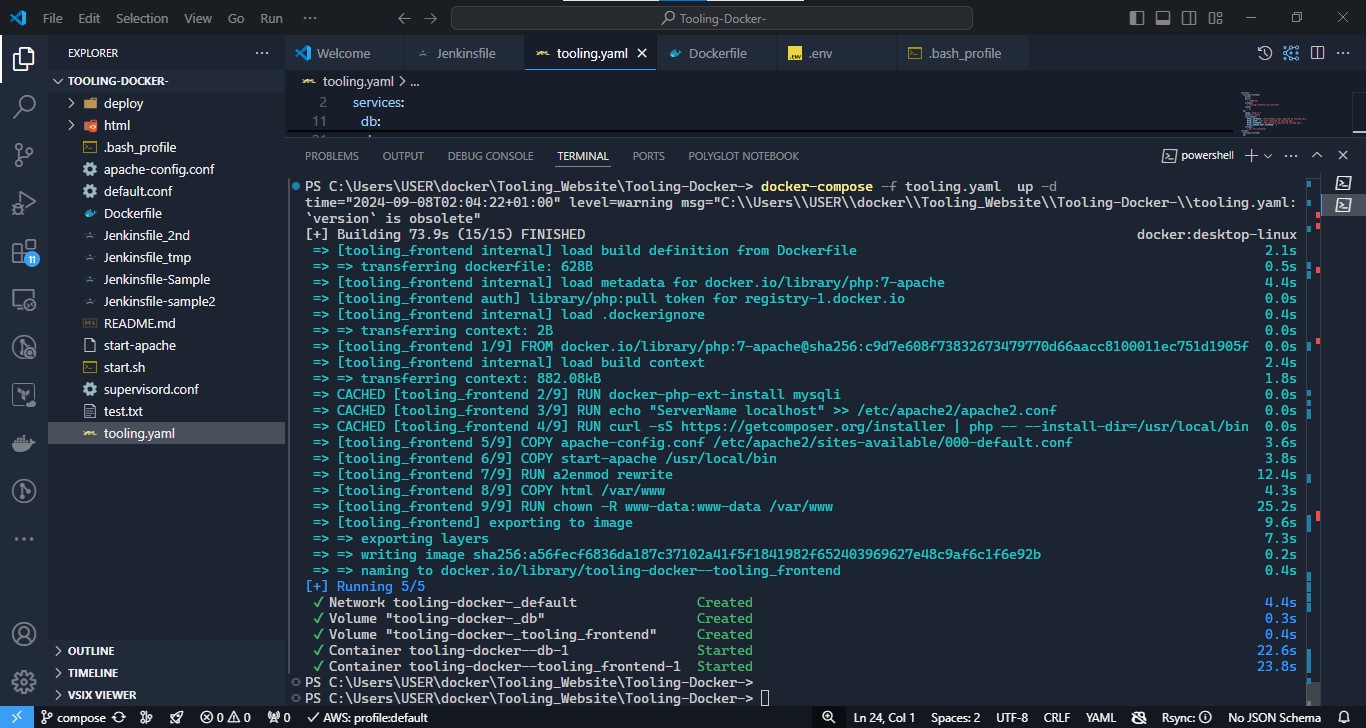 File Edit Selection View Go Run ··· Tooling-Docker-
EXPLORER ···
TOOLING-DOCKER-
deploy
html
.bash_profile
apache-config.conf
default.conf
Dockerfile
Jenkinsfile_2nd
Jenkinsfile_tmp
Jenkinsfile-Sample
Jenkinsfile-sample2
README.md
start-apache
start.sh
supervisord.conf
test.txt
tooling.yaml
OUTLINE
TIMELINE
VSIX VIEWER
11
Welcome Jenkinsfile tooling.yaml Dockerfile .env .bash_profile
tooling.yaml > ...
2 services:
11 db:
PROBLEMS OUTPUT DEBUG CONSOLE TERMINAL PORTS POLYGLOT NOTEBOOK powershell
PS C:\Users\USER\docker\Tooling_Website\Tooling-Docker-> docker-compose -f tooling.yaml  up -d
time="2024-09-08T02:04:22+01:00" level=warning msg="C:\\Users\\USER\\docker\\Tooling_Website\\Tooling-Docker-\\tooling.yaml:
`version` is obsolete"
[+] Building 73.9s (15/15) FINISHED docker:desktop-linux
=> [tooling_frontend internal] load build definition from Dockerfile 2.1s
=> => transferring dockerfile: 628B 0.5s
=> [tooling_frontend internal] load metadata for docker.io/library/php:7-apache 4.4s
=> [tooling_frontend auth] library/php:pull token for registry-1.docker.io 0.0s
=> [tooling_frontend internal] load .dockerignore 0.4s
=> => transferring context: 2B 0.0s
=> [tooling_frontend 1/9] FROM docker.io/library/php:7-apache@sha256:c9d7e608f73832673479770d66aacc8100011ec751d1905f 0.0s
=> [tooling_frontend internal] load build context 2.4s
=> => transferring context: 882.08kB 1.8s
=> CACHED [tooling_frontend 2/9] RUN docker-php-ext-install mysqli 0.0s
=> CACHED [tooling_frontend 3/9] RUN echo "ServerName localhost" >> /etc/apache2/apache2.conf 0.0s
=> CACHED [tooling_frontend 4/9] RUN curl -sS https://getcomposer.org/installer | php -- --install-dir=/usr/local/bin 0.0s
=> [tooling_frontend 5/9] COPY apache-config.conf /etc/apache2/sites-available/000-default.conf 3.6s
=> [tooling_frontend 6/9] COPY start-apache /usr/local/bin 3.8s
=> [tooling_frontend 7/9] RUN a2enmod rewrite 12.4s
=> [tooling_frontend 8/9] COPY html /var/www 4.3s
=> [tooling_frontend 9/9] RUN chown -R www-data:www-data /var/www 25.2s
=> [tooling_frontend] exporting to image 9.6s
=> => exporting layers 7.3s
=> => writing image sha256:a56fecf6836da187c37102a41f5f1841982f652403969627e48c9af6c1f6e92b 0.2s
=> => naming to docker.io/library/tooling-docker--tooling_frontend 0.4s
[+] Running 5/5
✓ Network tooling-docker-_default Created 4.4s
✓ Volume "tooling-docker-_db" Created 0.3s
✓ Volume "tooling-docker-_tooling_frontend" Created 0.4s
✓ Container tooling-docker--db-1 Started 22.6s
✓ Container tooling-docker--tooling_frontend-1 Started 23.8s
PS C:\Users\USER\docker\Tooling_Website\Tooling-Docker->
PS C:\Users\USER\docker\Tooling_Website\Tooling-Docker->
compose 0 0 0 AWS: profile:default Ln 24, Col 1 Spaces: 2 UTF-8 CRLF YAML Rsync: No JSON Schema